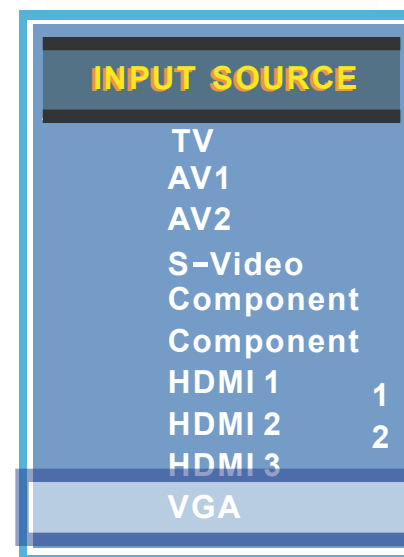 INPUT SOURCE
TV
AV1
AV2
S-Video
Component
Component
HDMI 1
1
HDMI 2
2
HDMI 3
VGA